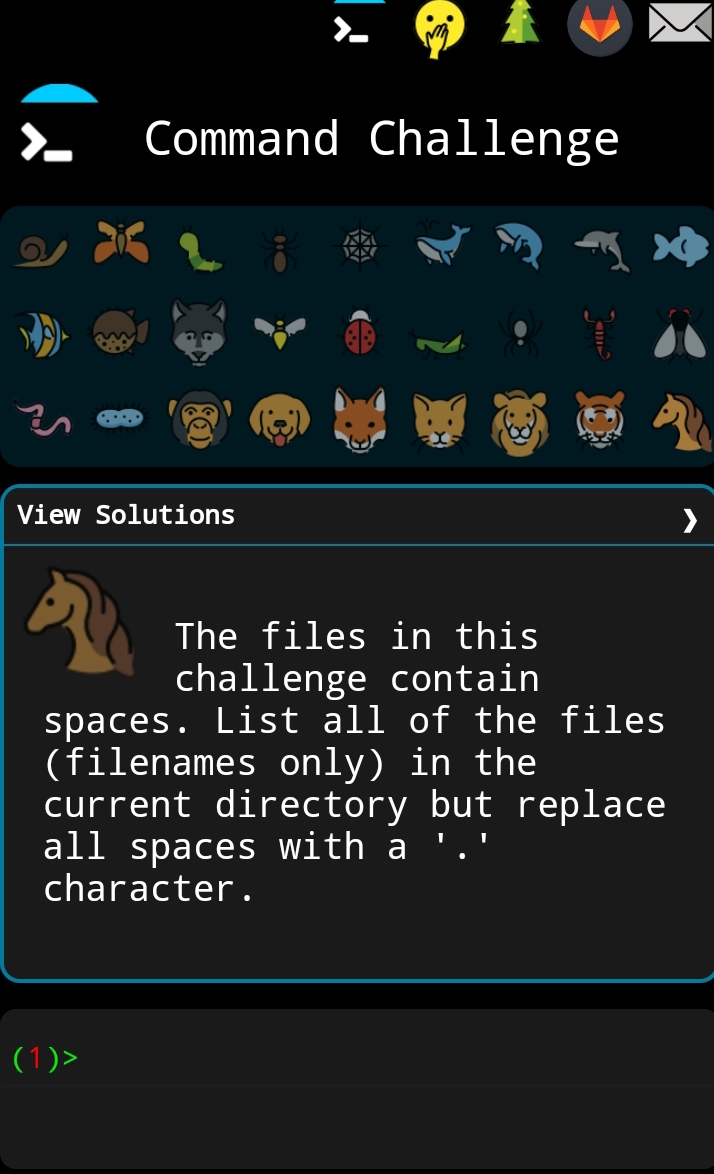 Command Challenge
View Solutions
The files in this
challenge contain
spaces. List all of the files
(filenames only) in the
current directory but replace
all spaces with a '.'
character.
(1)>